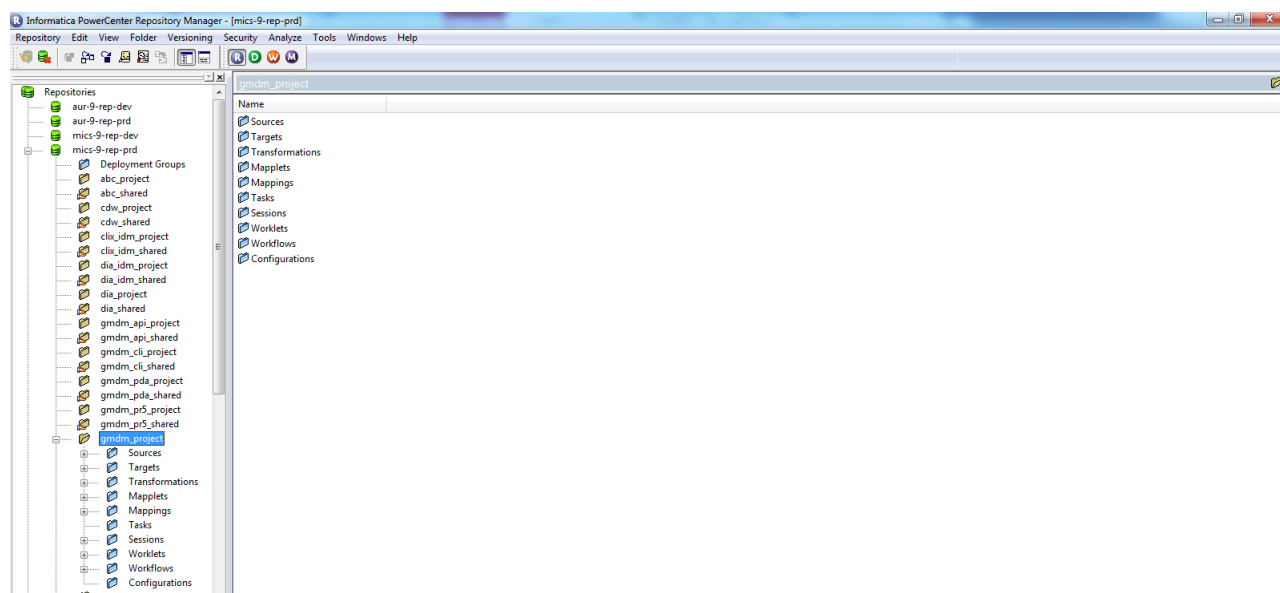 Informatica PowerCenter Repository Manager - [mics-9-rep-prd]
Repository Edit View Folder Versioning Security Analyze Tools Windows Help
R D W M
Repositories
aur-9-rep-dev
aur-9-rep-prd
mics-9-rep-dev
mics-9-rep-prd
Deployment Groups
abc_project
abc_shared
cdw_project
cdw_shared
clix_idm_project
clix_idm_shared
dia_idm_project
dia_idm_shared
dia_project
dia_shared
gmdm_api_project
gmdm_api_shared
gmdm_cli_project
gmdm_cli_shared
gmdm_pda_project
gmdm_pda_shared
gmdm_pr5_project
gmdm_pr5_shared
gmdm_project
Sources
Targets
Transformations
Mapplets
Mappings
Tasks
Sessions
Worklets
Workflows
Configurations
gmdm_project
Name
Sources
Targets
Transformations
Mapplets
Mappings
Tasks
Sessions
Worklets
Workflows
Configurations